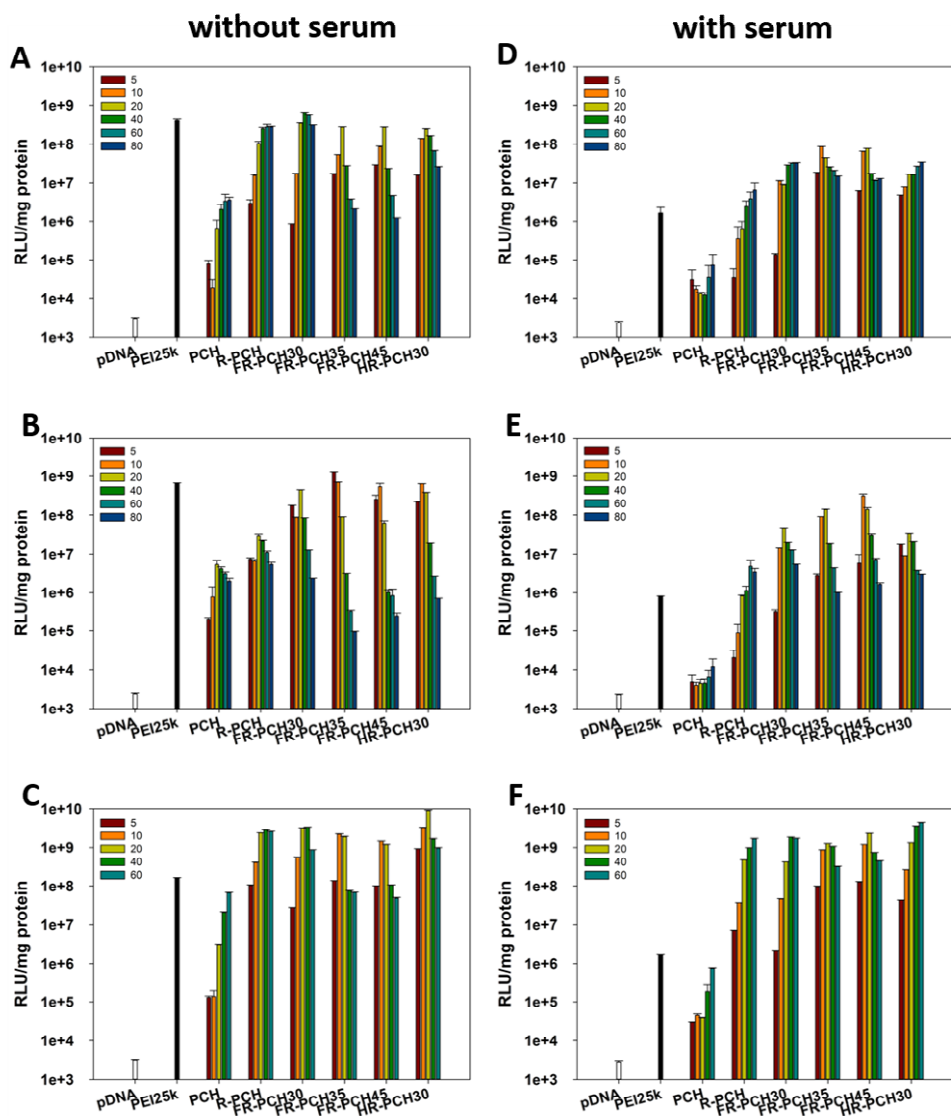 without serum
with serum
A
1e+10
1e+9
1e+8
1e+7
1e+6
1e+5
1e+4
1e+3
RLU/mg protein
5
10
20
40
60
80
pDNA
PEI25k
PCH
R-PCH
FR-PCH30
FR-PCH35
FR-PCH45
HR-PCH30
D
1e+10
1e+9
1e+8
1e+7
1e+6
1e+5
1e+4
1e+3
RLU/mg protein
5
10
20
40
60
80
pDNA
PEI25k
PCH
R-PCH
FR-PCH30
FR-PCH35
FR-PCH45
HR-PCH30
B
1e+10
1e+9
1e+8
1e+7
1e+6
1e+5
1e+4
1e+3
RLU/mg protein
5
10
20
40
60
80
pDNA
PEI25k
PCH
R-PCH
FR-PCH30
FR-PCH35
FR-PCH45
HR-PCH30
E
1e+10
1e+9
1e+8
1e+7
1e+6
1e+5
1e+4
1e+3
RLU/mg protein
5
10
20
40
60
80
pDNA
PEI25k
PCH
R-PCH
FR-PCH30
FR-PCH35
FR-PCH45
HR-PCH30
C
1e+10
1e+9
1e+8
1e+7
1e+6
1e+5
1e+4
1e+3
RLU/mg protein
5
10
20
40
60
pDNA
PEI25k
PCH
R-PCH
FR-PCH30
FR-PCH35
FR-PCH45
HR-PCH30
F
1e+10
1e+9
1e+8
1e+7
1e+6
1e+5
1e+4
1e+3
RLU/mg protein
5
10
20
40
60
pDNA
PEI25k
PCH
R-PCH
FR-PCH30
FR-PCH35
FR-PCH45
HR-PCH30